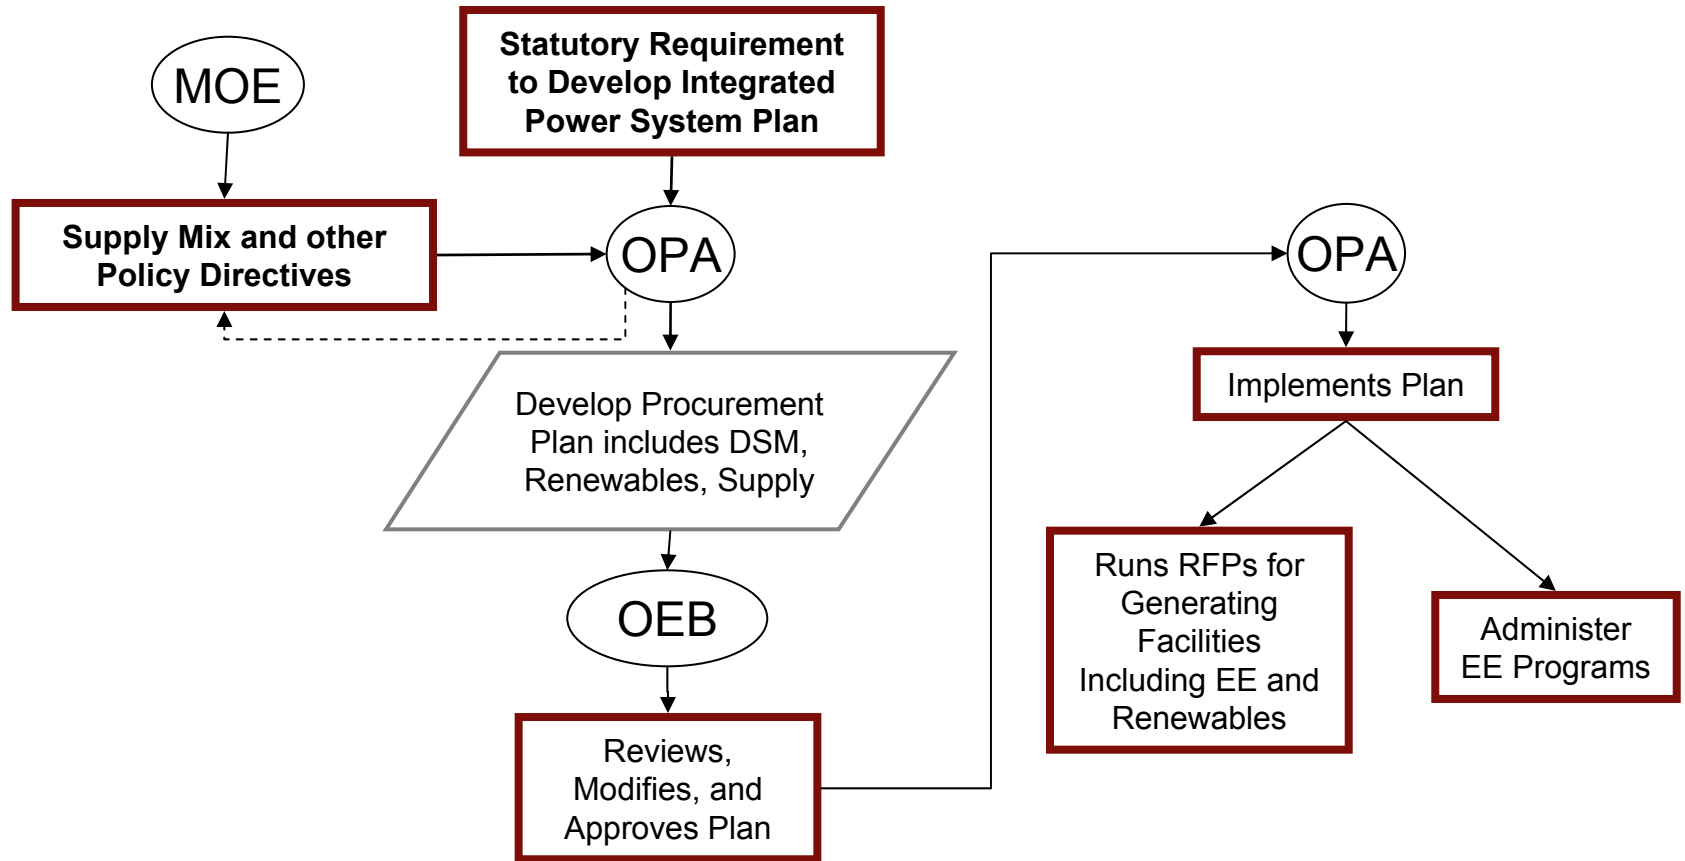 MOE
Statutory Requirement
to Develop Integrated
Power System Plan
Supply Mix and other
Policy Directives
OPA
Develop Procurement
Plan includes DSM,
Renewables, Supply
OEB
Reviews,
Modifies, and
Approves Plan
OPA
Implements Plan
Runs RFPs for
Generating
Facilities
Including EE and
Renewables
Administer
EE Programs